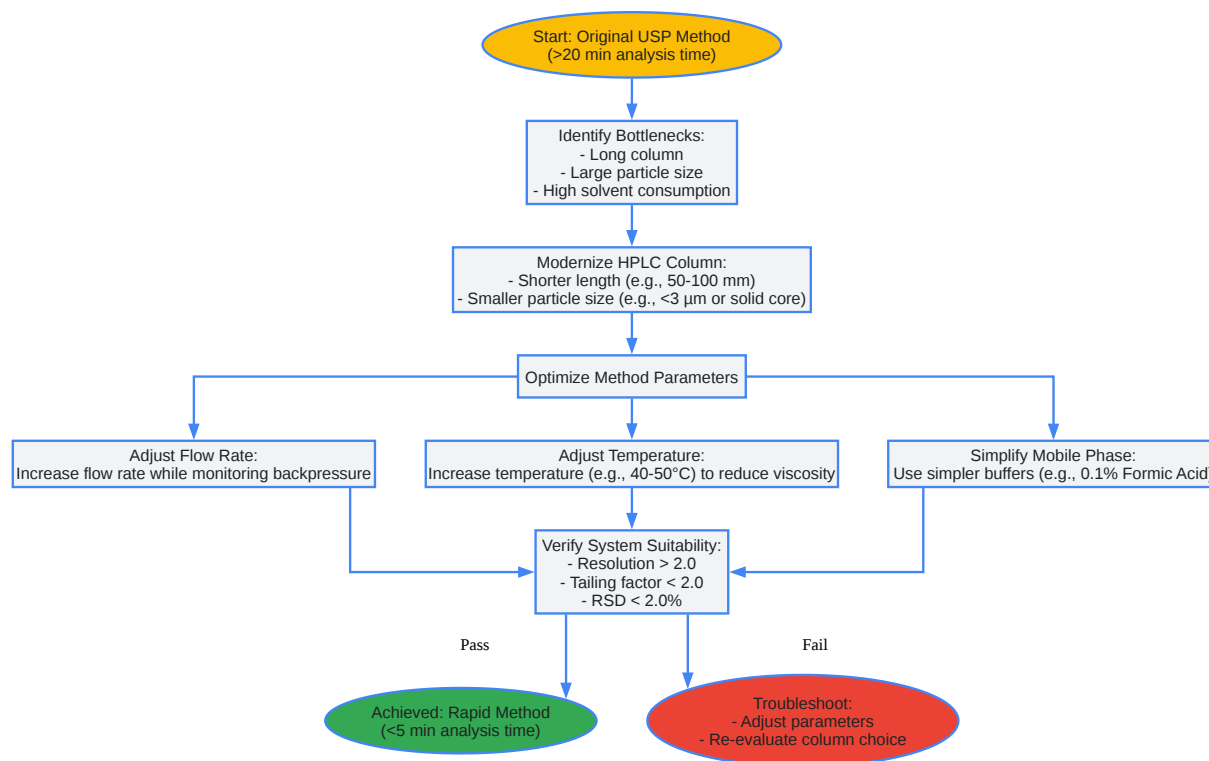 Start: Original USP Method
(>20 min analysis time)
Identify Bottlenecks:
- Long column
- Large particle size
- High solvent consumption
Modernize HPLC Column:
- Shorter length (e.g., 50-100 mm)
- Smaller particle size (e.g., <3 µm or solid core)
Optimize Method Parameters
Adjust Flow Rate:
Increase flow rate while monitoring backpressure
Adjust Temperature:
Increase temperature (e.g., 40-50°C) to reduce viscosity
Simplify Mobile Phase:
Use simpler buffers (e.g., 0.1% Formic Acid)
Verify System Suitability:
- Resolution > 2.0
- Tailing factor < 2.0
- RSD < 2.0%
Pass
Fail
Achieved: Rapid Method
(<5 min analysis time)
Troubleshoot:
- Adjust parameters
- Re-evaluate column choice